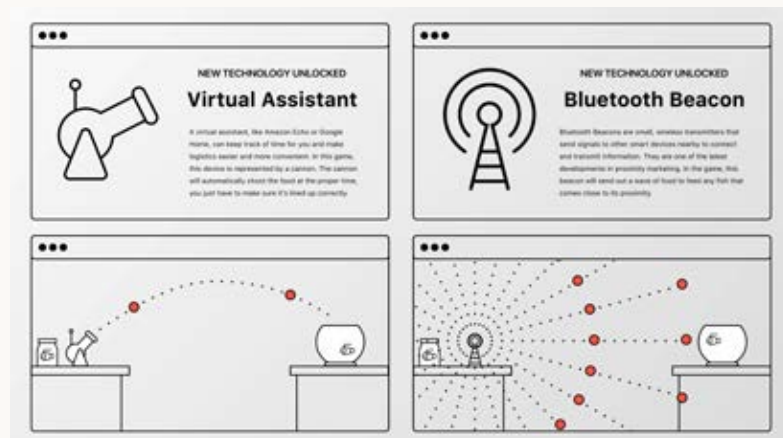 NEW TECHNOLOGY UNLOCKED
Virtual Assistant
A virtual assistant, like Amazon Echo or Google
Home, can keep track of time for you and make
logistics easier and more convenient. In this game,
this device is represented by a cannon. The cannon
will automatically shoot the food at the proper time,
you just have to make sure it's lined up correctly.
NEW TECHNOLOGY UNLOCKED
Bluetooth Beacon
Bluetooth Beacons are small, wireless transmitters that
send signals to other smart devices nearby to connect
and transmit information. They are one of the latest
developments in proximity marketing. In the game, this
beacon will send out a wave of food to feed any fish that
comes close to its proximity.